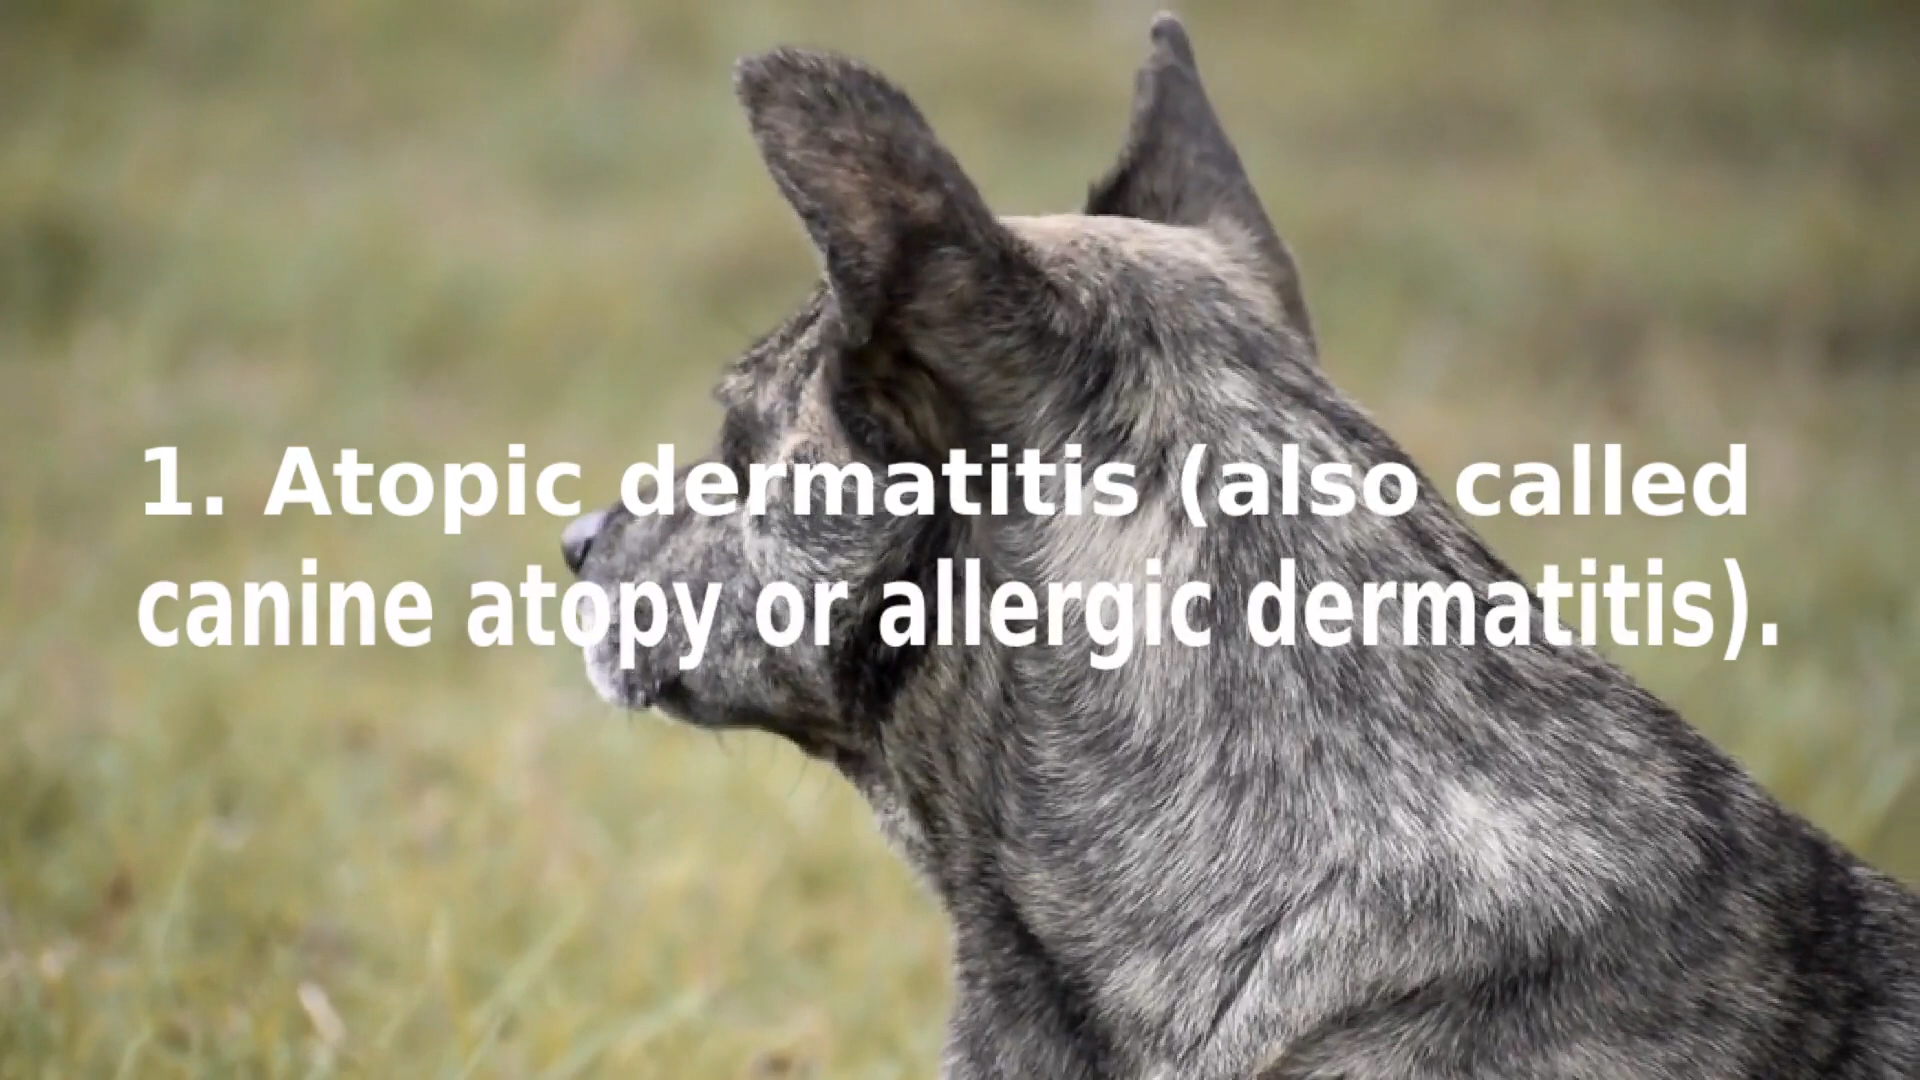 1. Atopic dermatitis (also called
canine atopy or allergic dermatitis).